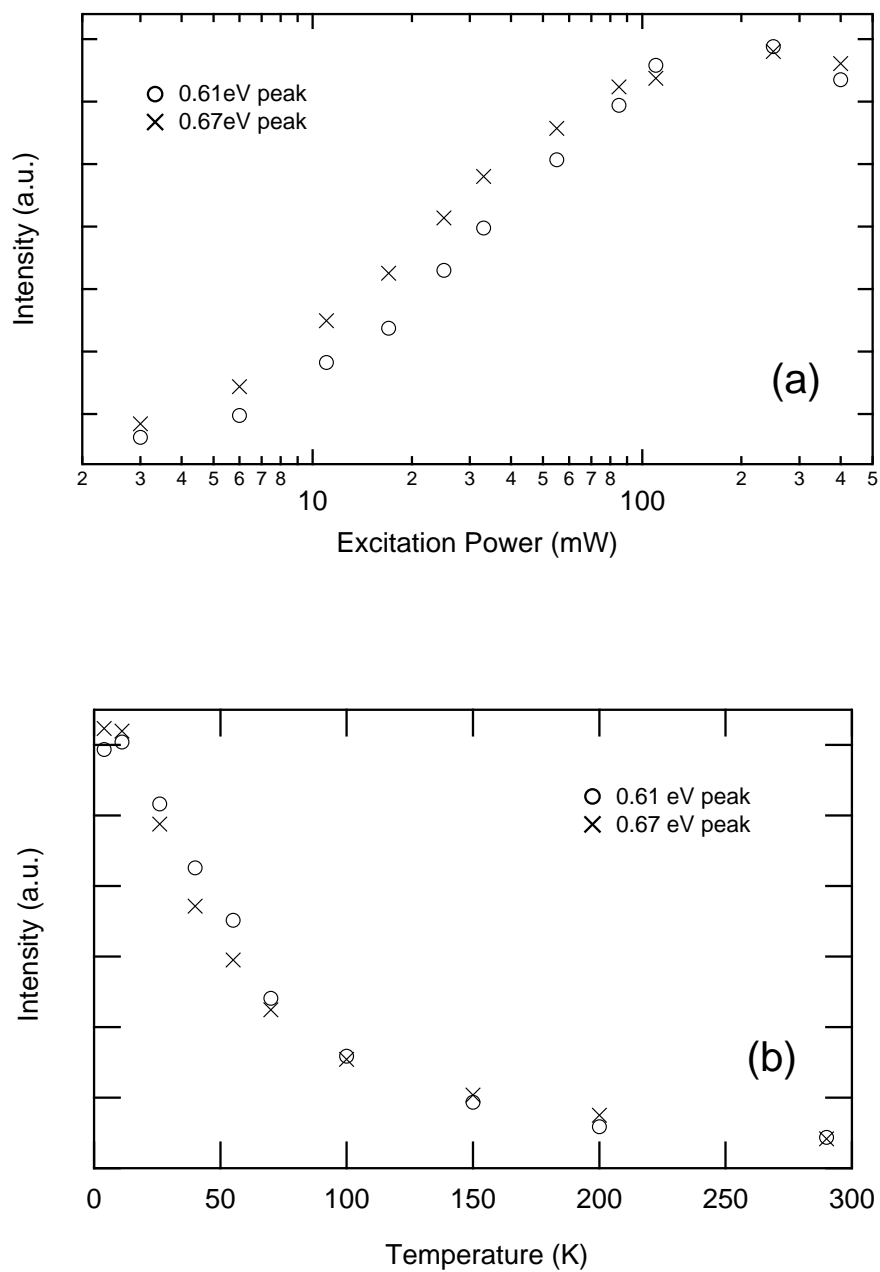 0.61eV peak
0.67eV peak
Intensity (a.u.)
(a)
2 3 4 5 6 7 8 10 2 3 4 5 6 7 8 100 2 3 4 5
Excitation Power (mW)
0.61 eV peak
0.67 eV peak
Intensity (a.u.)
(b)
0 50 100 150 200 250 300
Temperature (K)